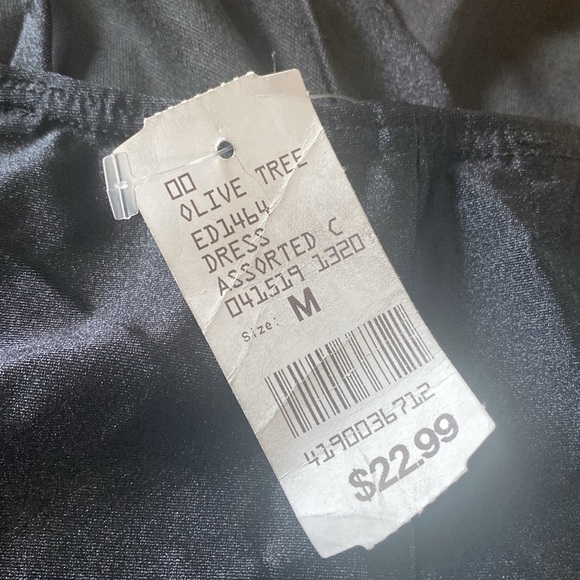 00
OLIVE TREE
ED1464
DRESS
ASSORTED C
041519 1320
Size: M
4190036712
$22.99